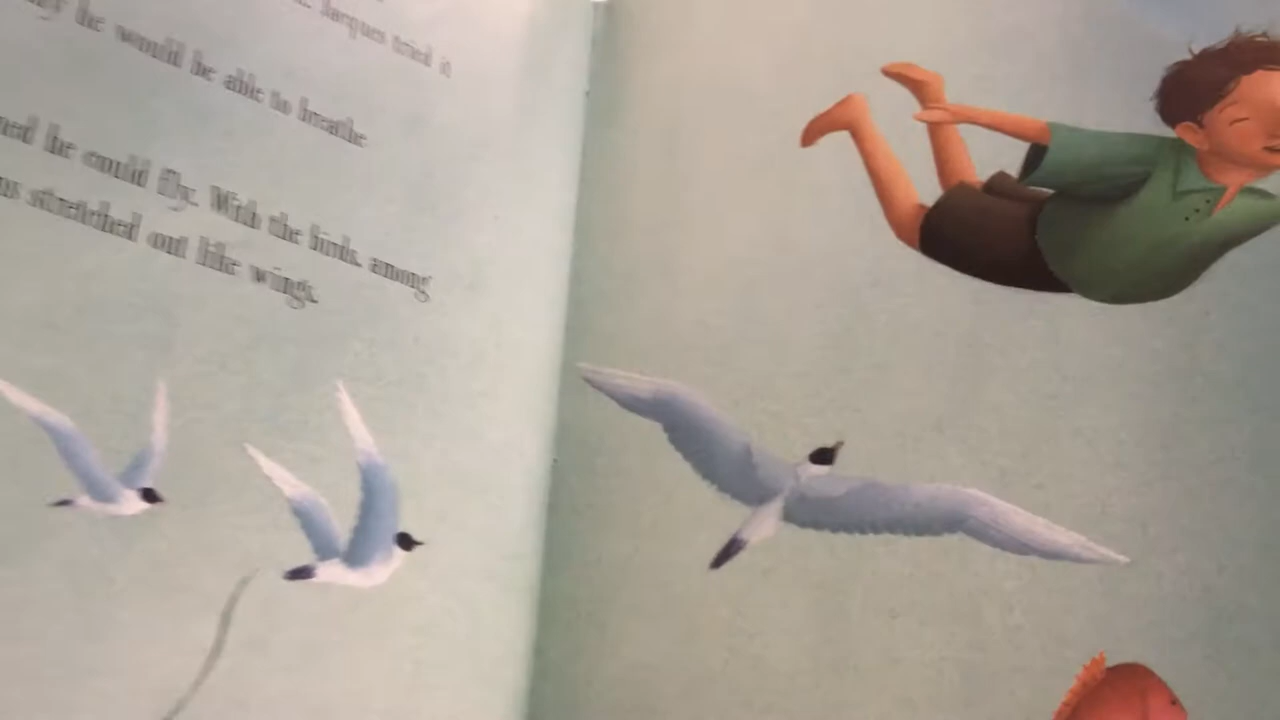 Jacques tried it
he would be able to breathe
he could fly. With the birds, among
stretched out like wings.